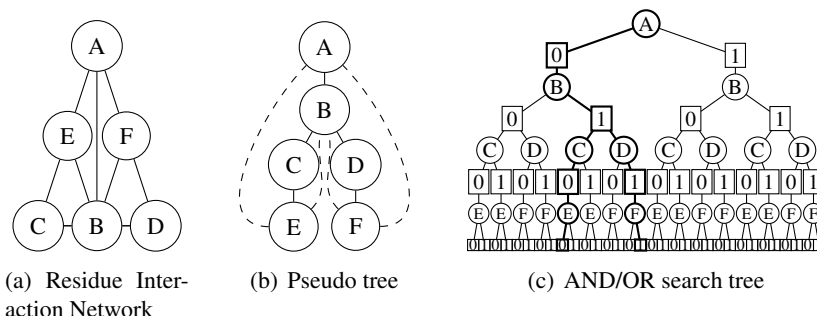 A
E F
C B D
(a) Residue Inter-
action Network
A
B
C D
E F
(b) Pseudo tree
A
0 1
B B
0 1 0 1
C D C D C D C D
0 1 0 1 0 1 0 1 0 1 0 1 0 1 0 1
E E F F E E F F E E F F E E F F
(c) AND/OR search tree